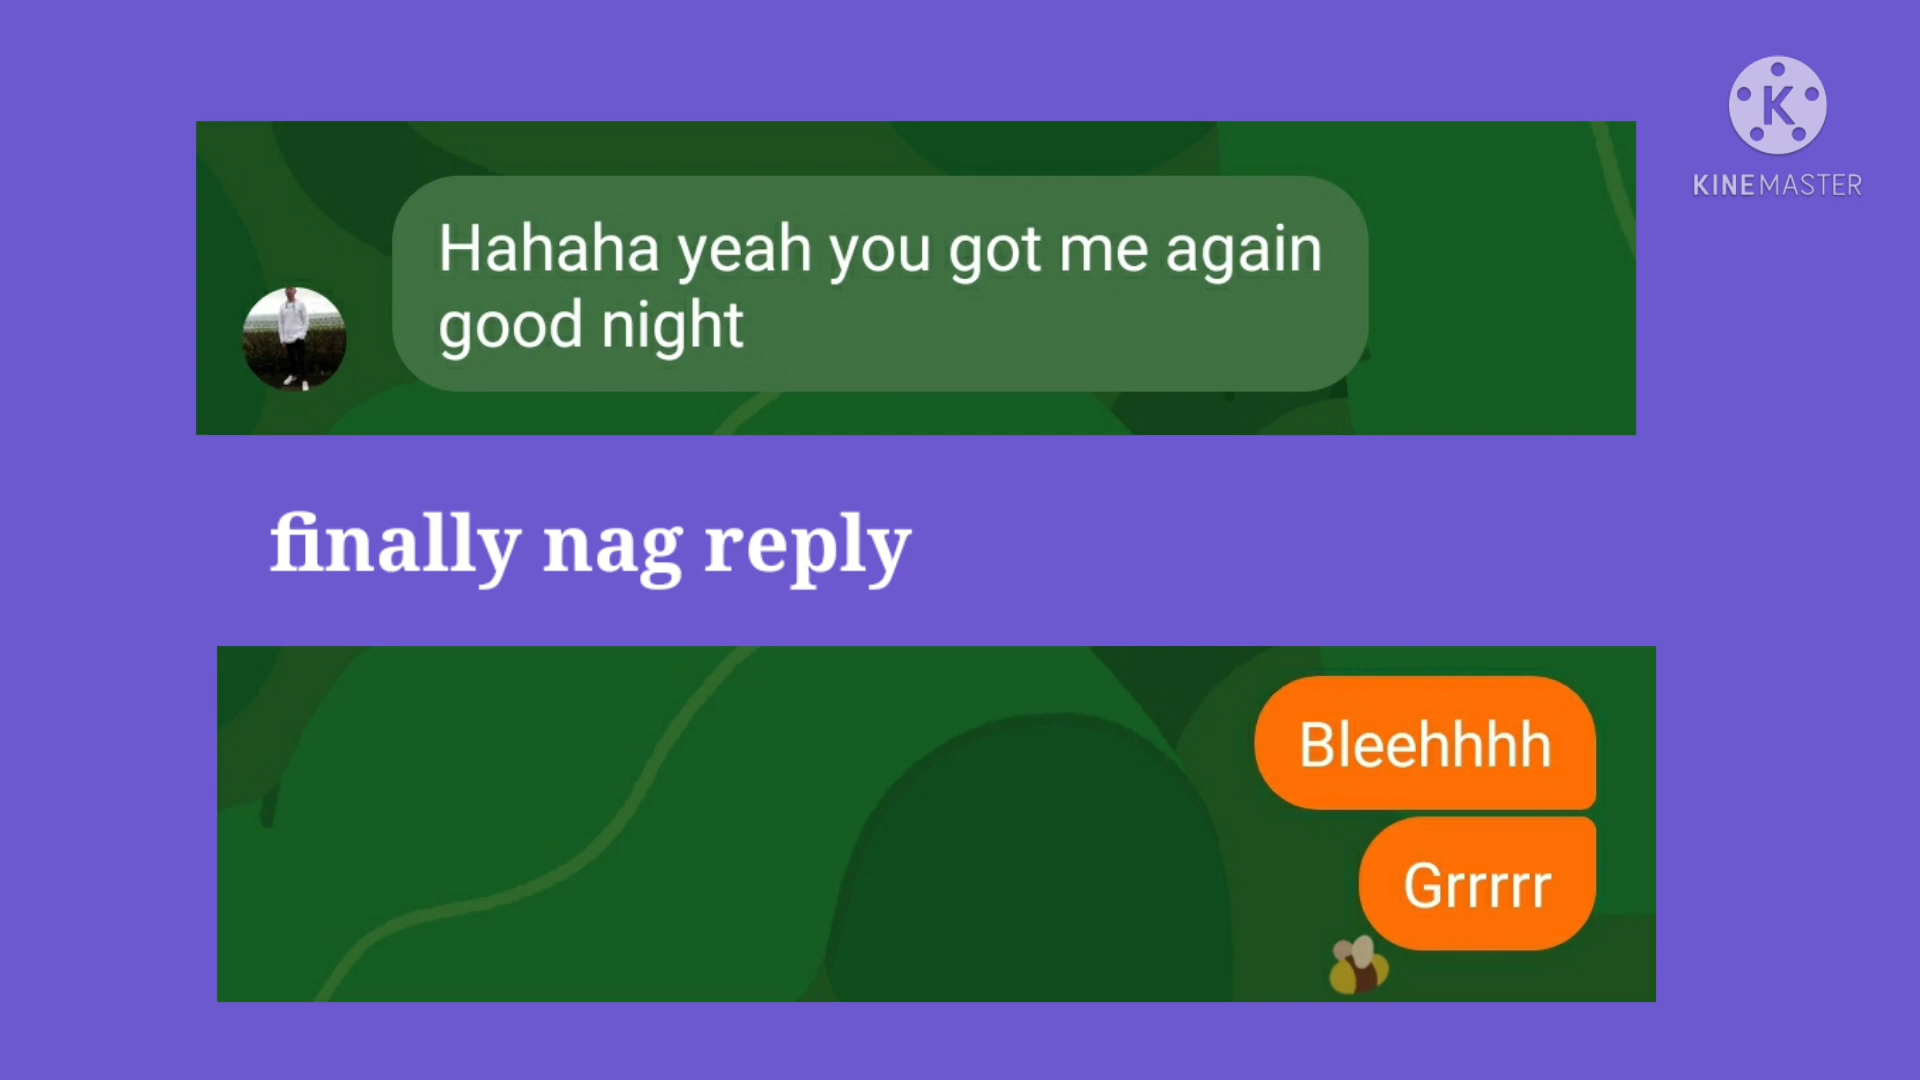 K
KINEMASTER
Hahaha yeah you got me again
good night
finally nag reply
Bleehhhh
Grrrrr